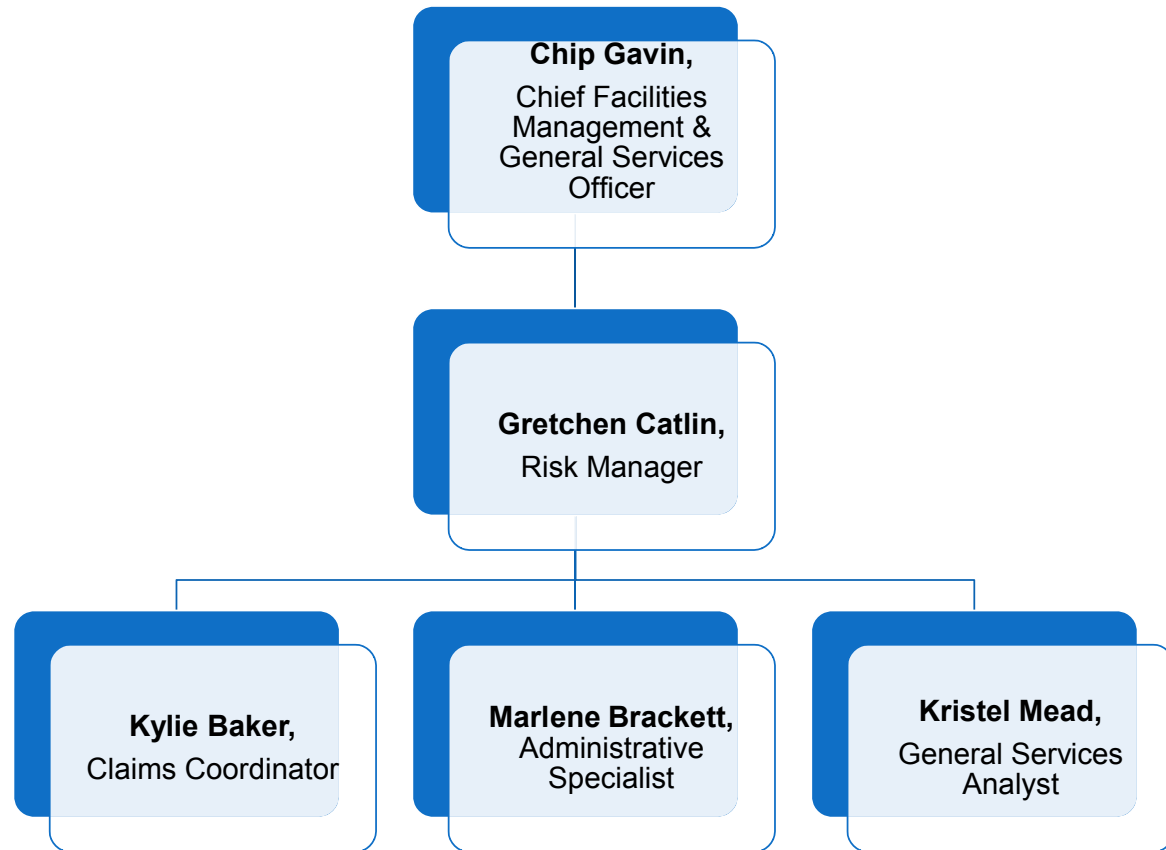 Chip Gavin,
Chief Facilities
Management &
General Services
Officer
Gretchen Catlin,
Risk Manager
Kylie Baker,
Claims Coordinator
Marlene Brackett,
Administrative
Specialist
Kristel Mead,
General Services
Analyst